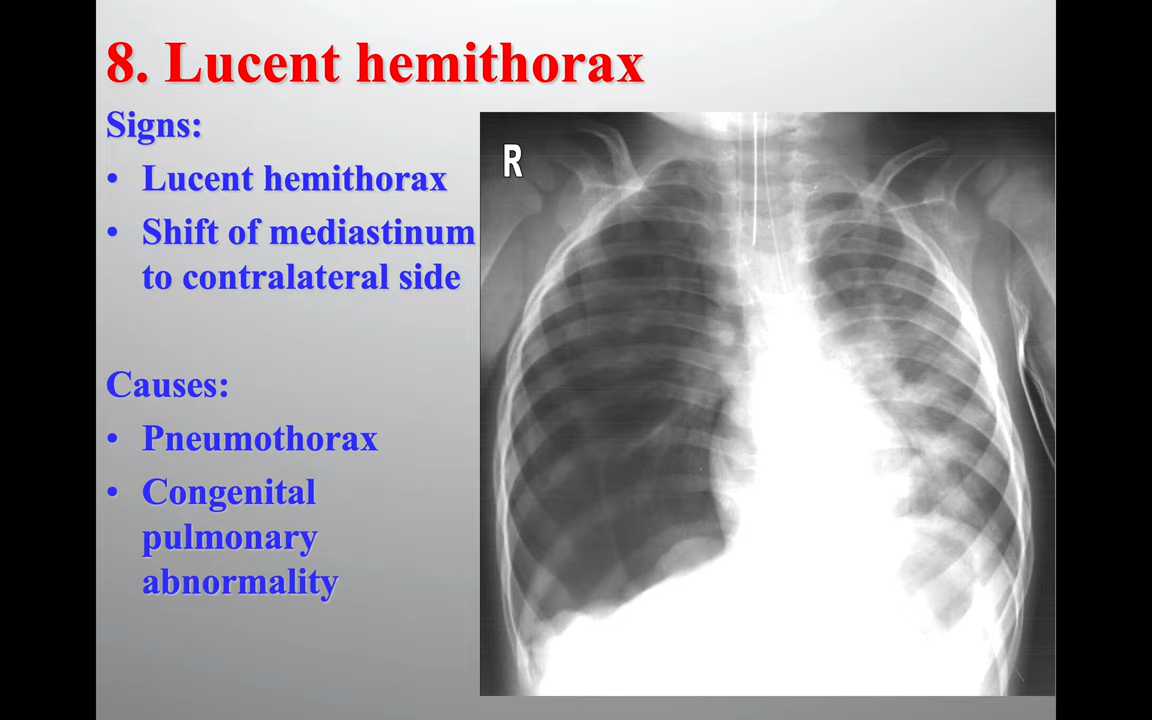 8. Lucent hemithorax
Signs:
• Lucent hemithorax
• Shift of mediastinum
to contralateral side
Causes:
• Pneumothorax
• Congenital
pulmonary
abnormality
R